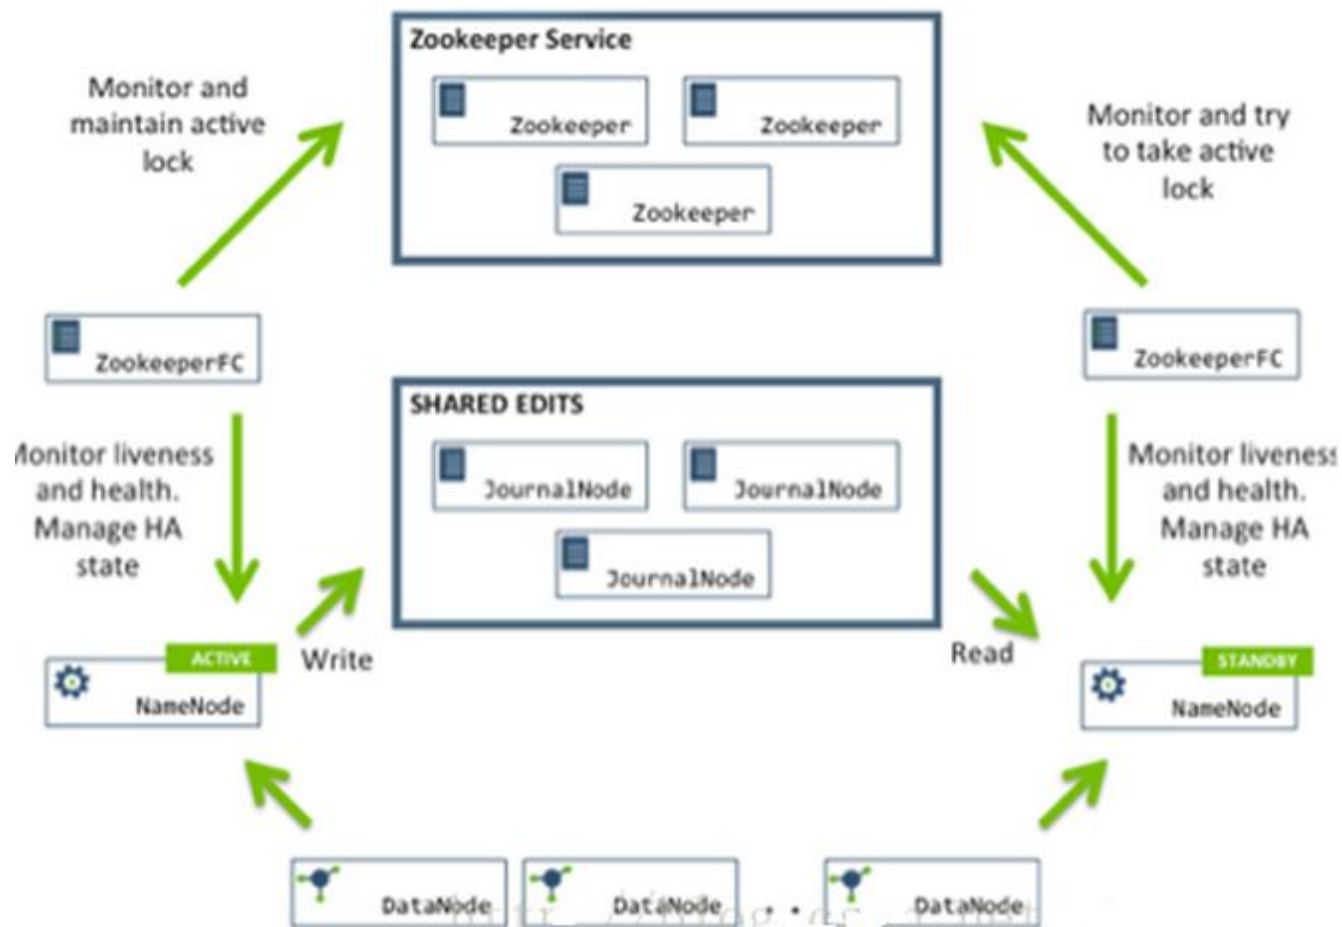 Zookeeper Service
Zookeeper
Zookeeper
Zookeeper
Monitor and
maintain active
lock
Monitor and try
to take active
lock
ZookeeperFC
ZookeeperFC
SHARED EDITS
JournalNode
JournalNode
JournalNode
Monitor liveness
and health.
Manage HA
state
Monitor liveness
and health.
Manage HA
state
Write
Read
ACTIVE
NameNode
STANDBY
NameNode
DataNode
DataNode
DataNode